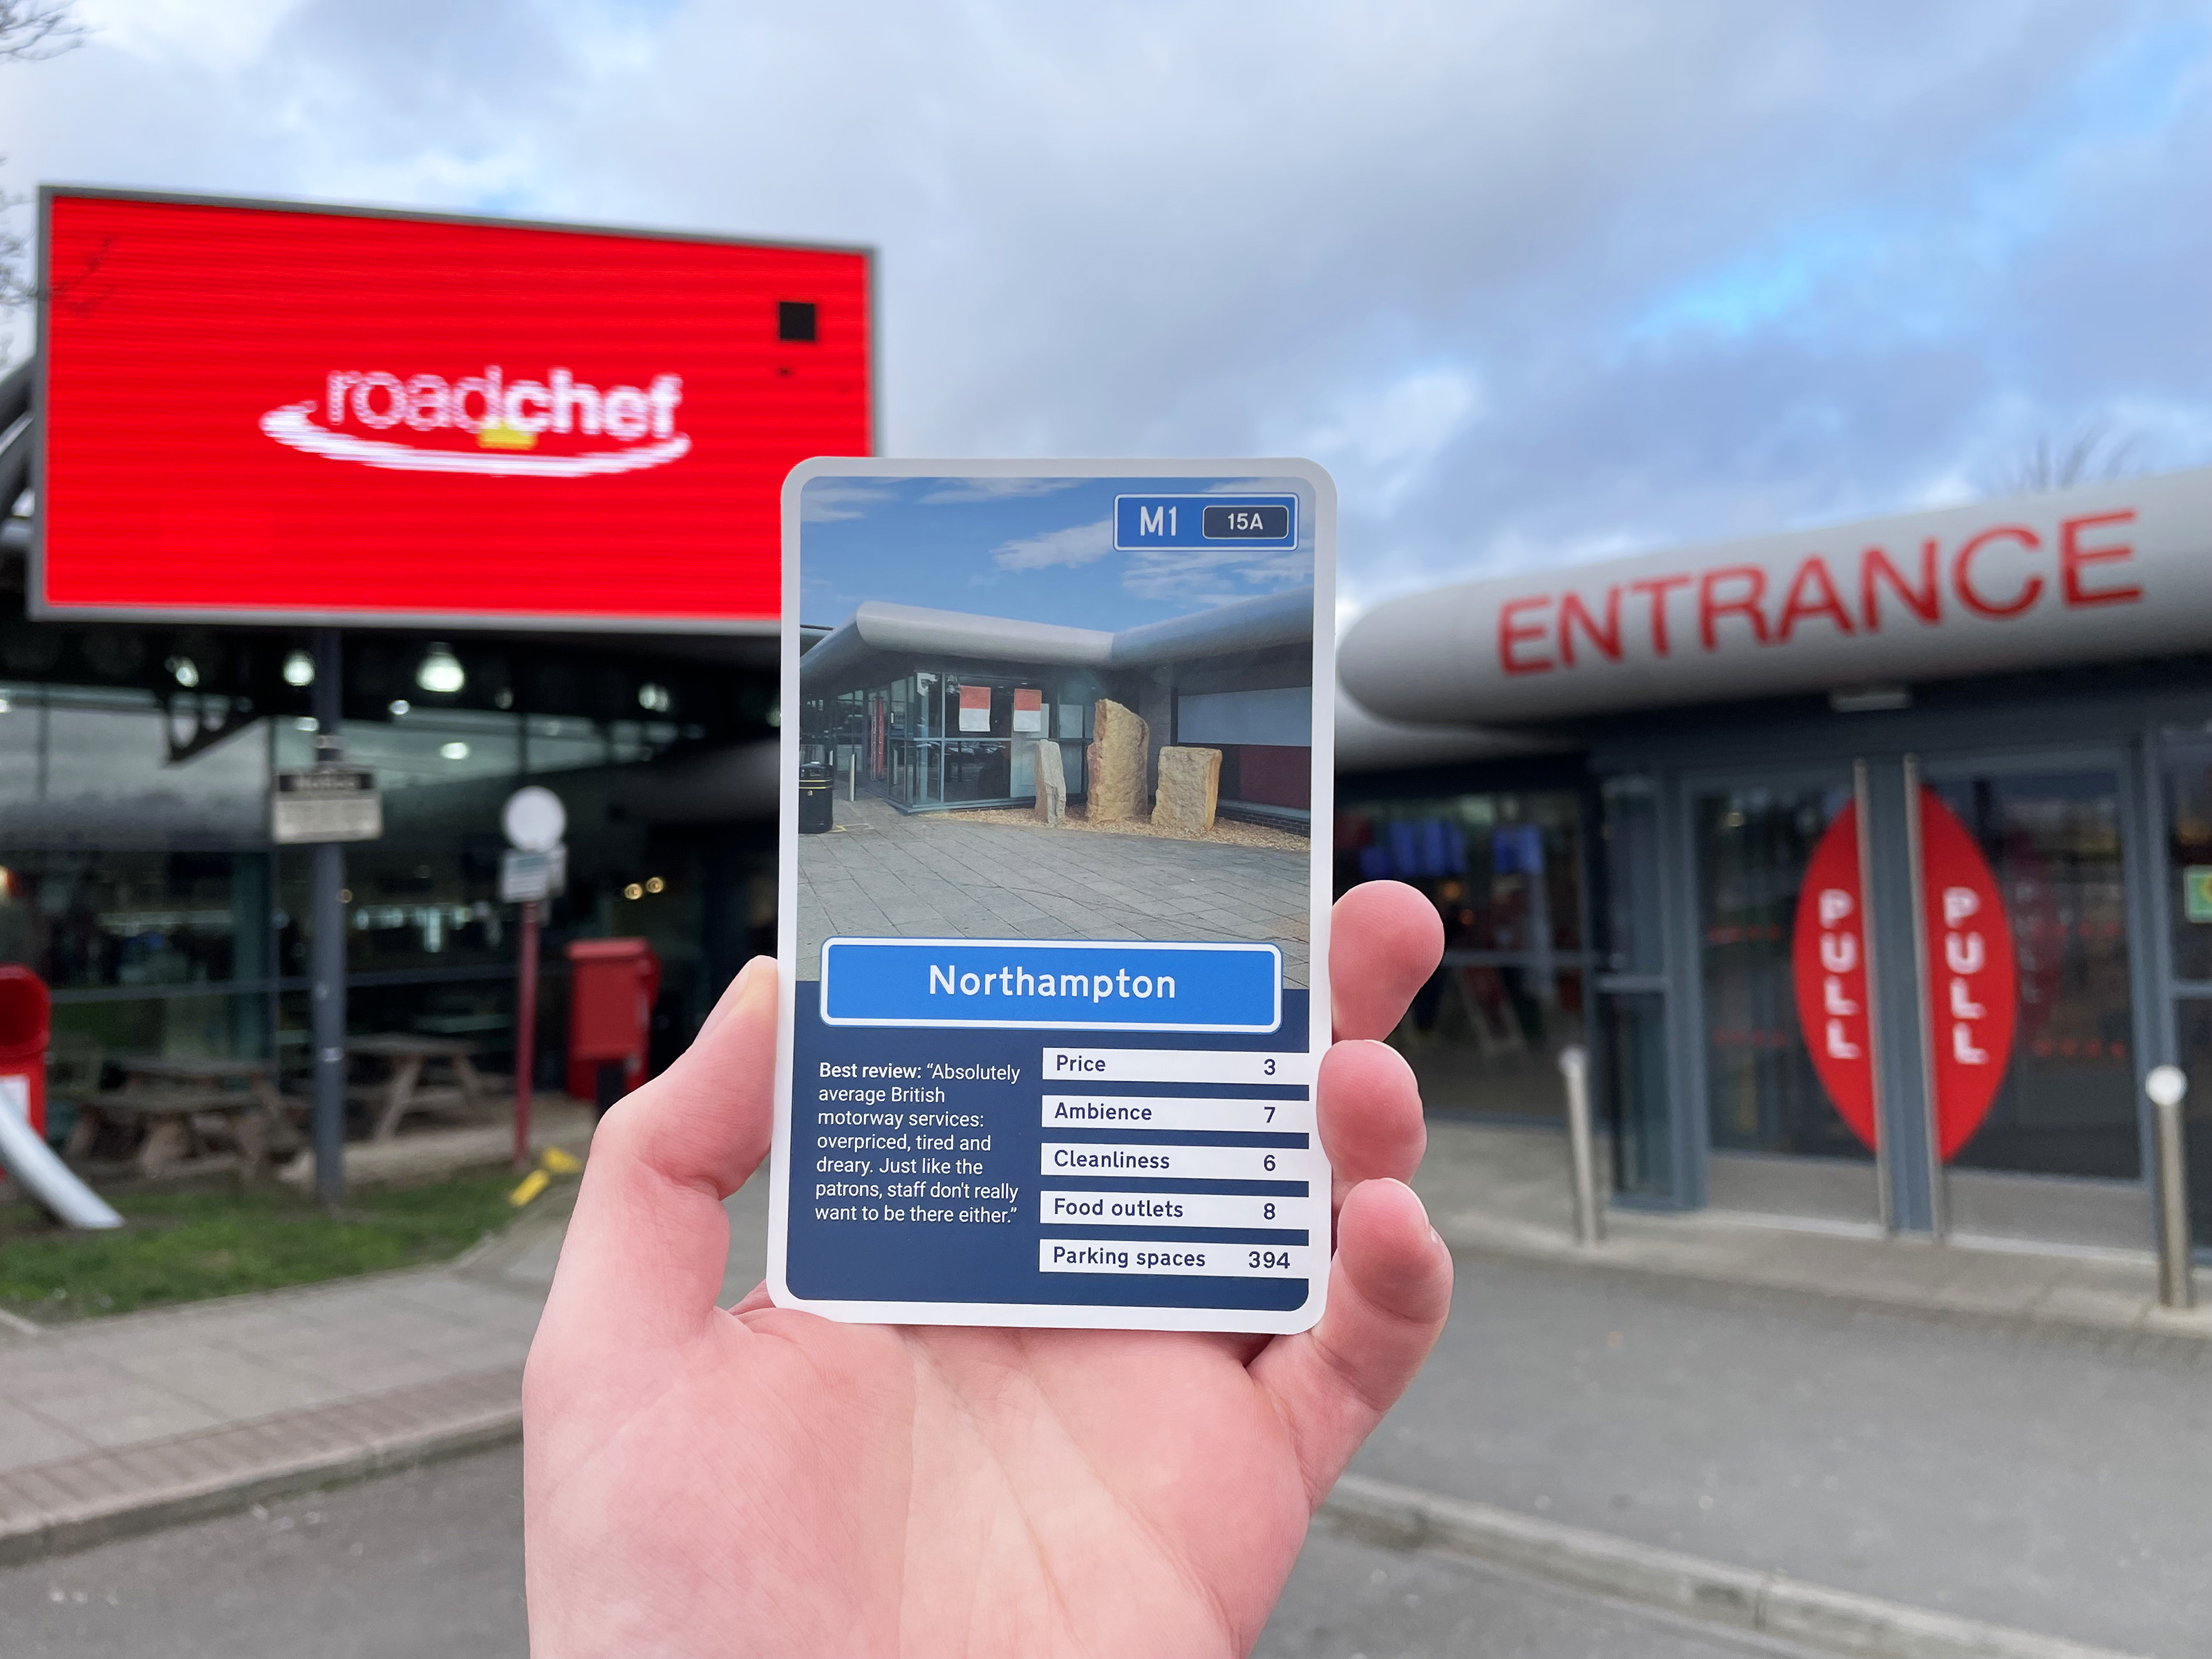 roadchef
ENTRANCE
PULL
PULL
M1 15A
Northampton
Best review: “Absolutely
average British
motorway services:
overpriced, tired and
dreary. Just like the
patrons, staff don't really
want to be there either.”
Price 3
Ambience 7
Cleanliness 6
Food outlets 8
Parking spaces 394